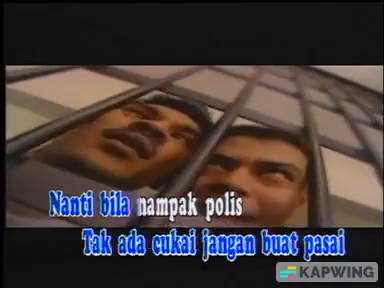 Nanti bila nampak polis
Tak ada cukai jangan buat pasai
KAPWING